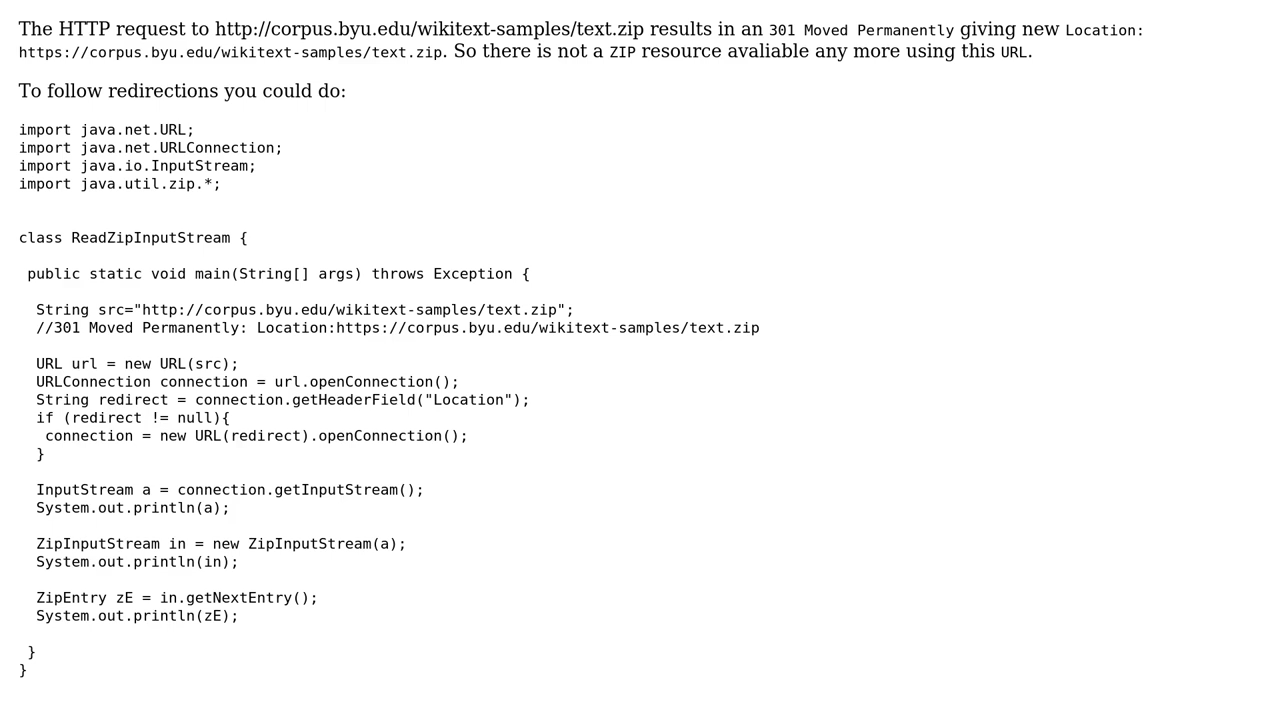 The HTTP request to http://corpus.byu.edu/wikitext-samples/text.zip results in an 301 Moved Permanently giving new Location:
https://corpus.byu.edu/wikitext-samples/text.zip. So there is not a ZIP resource avaliable any more using this URL.

To follow redirections you could do:

import java.net.URL;
import java.net.URLConnection;
import java.io.InputStream;
import java.util.zip.*;


class ReadZipInputStream {

 public static void main(String[] args) throws Exception {

  String src="http://corpus.byu.edu/wikitext-samples/text.zip";
  //301 Moved Permanently: Location:https://corpus.byu.edu/wikitext-samples/text.zip

  URL url = new URL(src);
  URLConnection connection = url.openConnection();
  String redirect = connection.getHeaderField("Location");
  if (redirect != null){
   connection = new URL(redirect).openConnection();
  }

  InputStream a = connection.getInputStream();
  System.out.println(a);

  ZipInputStream in = new ZipInputStream(a);
  System.out.println(in);

  ZipEntry zE = in.getNextEntry();
  System.out.println(zE);

 }
}